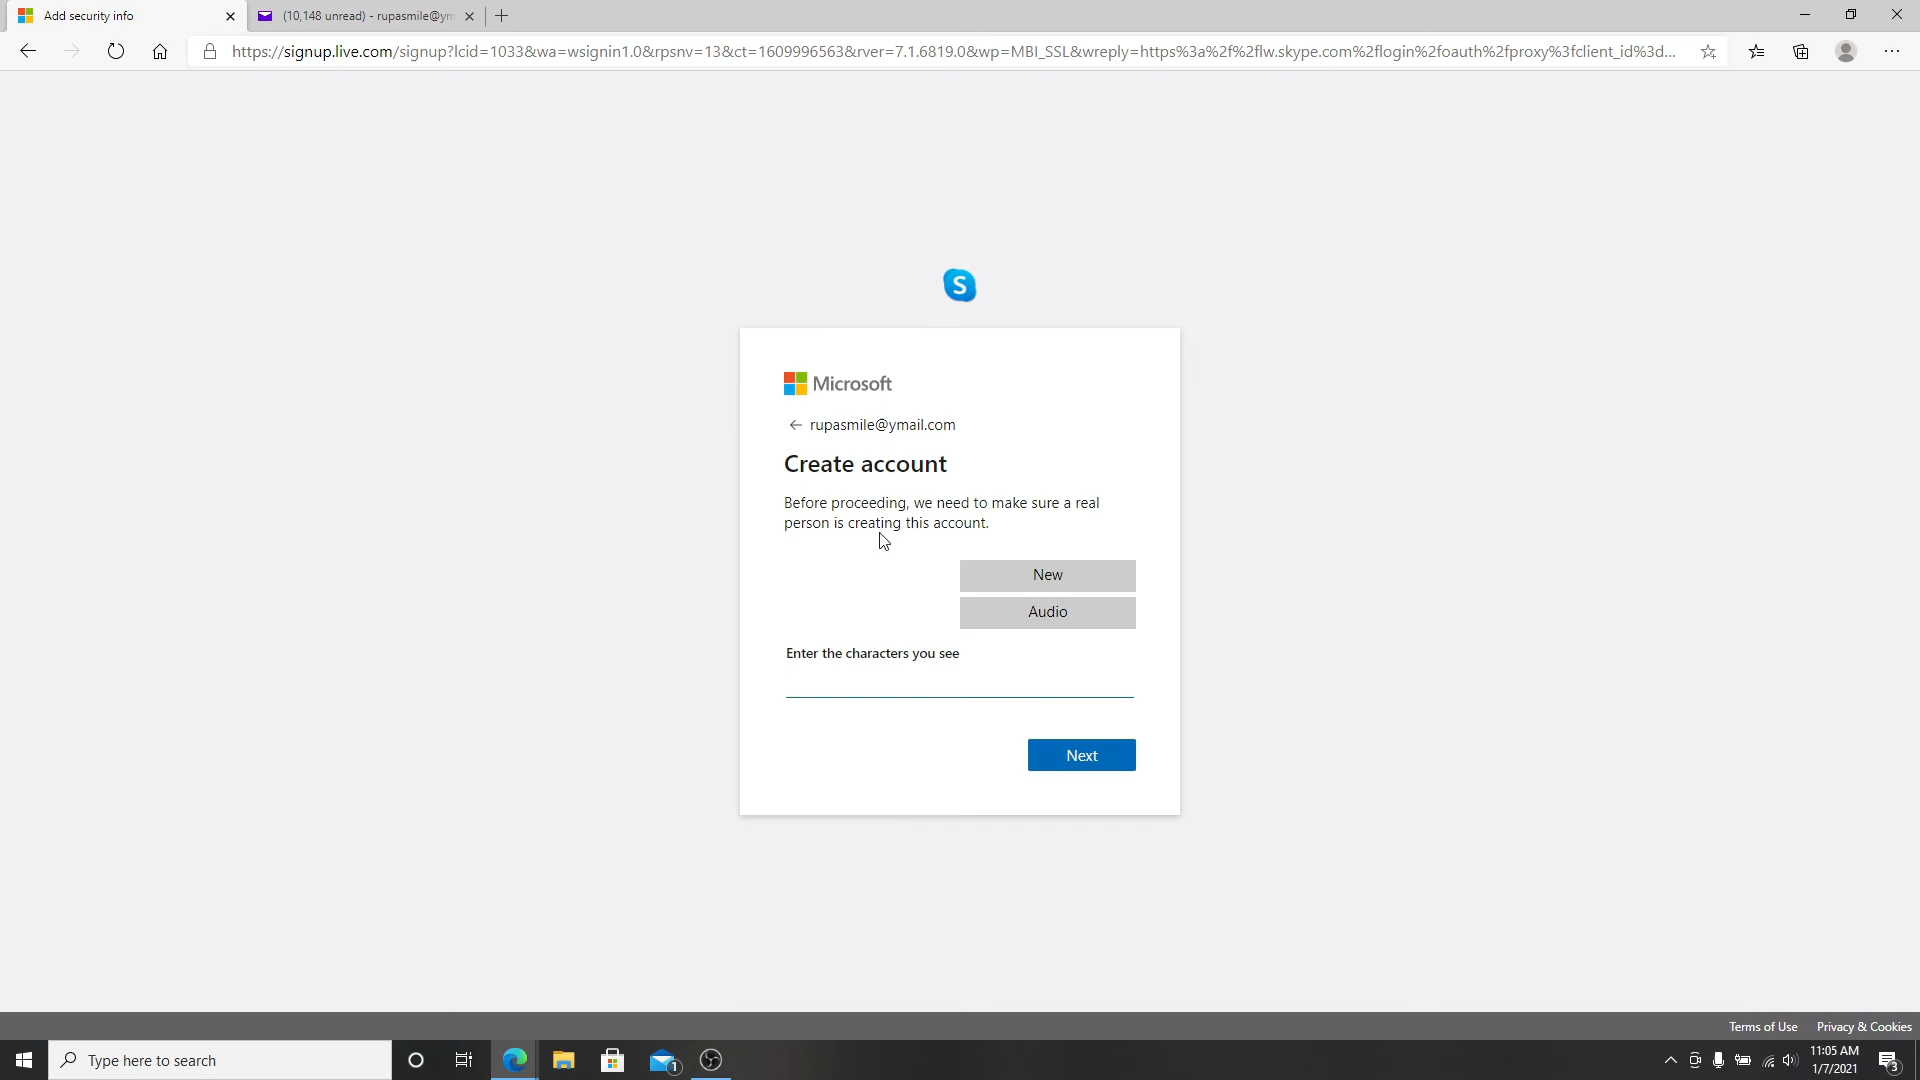 Add security info
(10,148 unread) - rupasmile@ym
https://signup.live.com/signup?lcid=1033&wa=wsignin1.0&rpsnv=13&ct=1609996563&rver=7.1.6819.0&wp=MBI_SSL&wreply=https%3a%2f%2flw.skype.com%2flogin%2foauth%2fproxy%3fclient_id%3d...
S
Microsoft
rupasmile@ymail.com
Create account
Before proceeding, we need to make sure a real
person is creating this account.
New
Audio
Enter the characters you see
Next
Terms of Use Privacy & Cookies
Type here to search
1
11:05 AM
1/7/2021
3